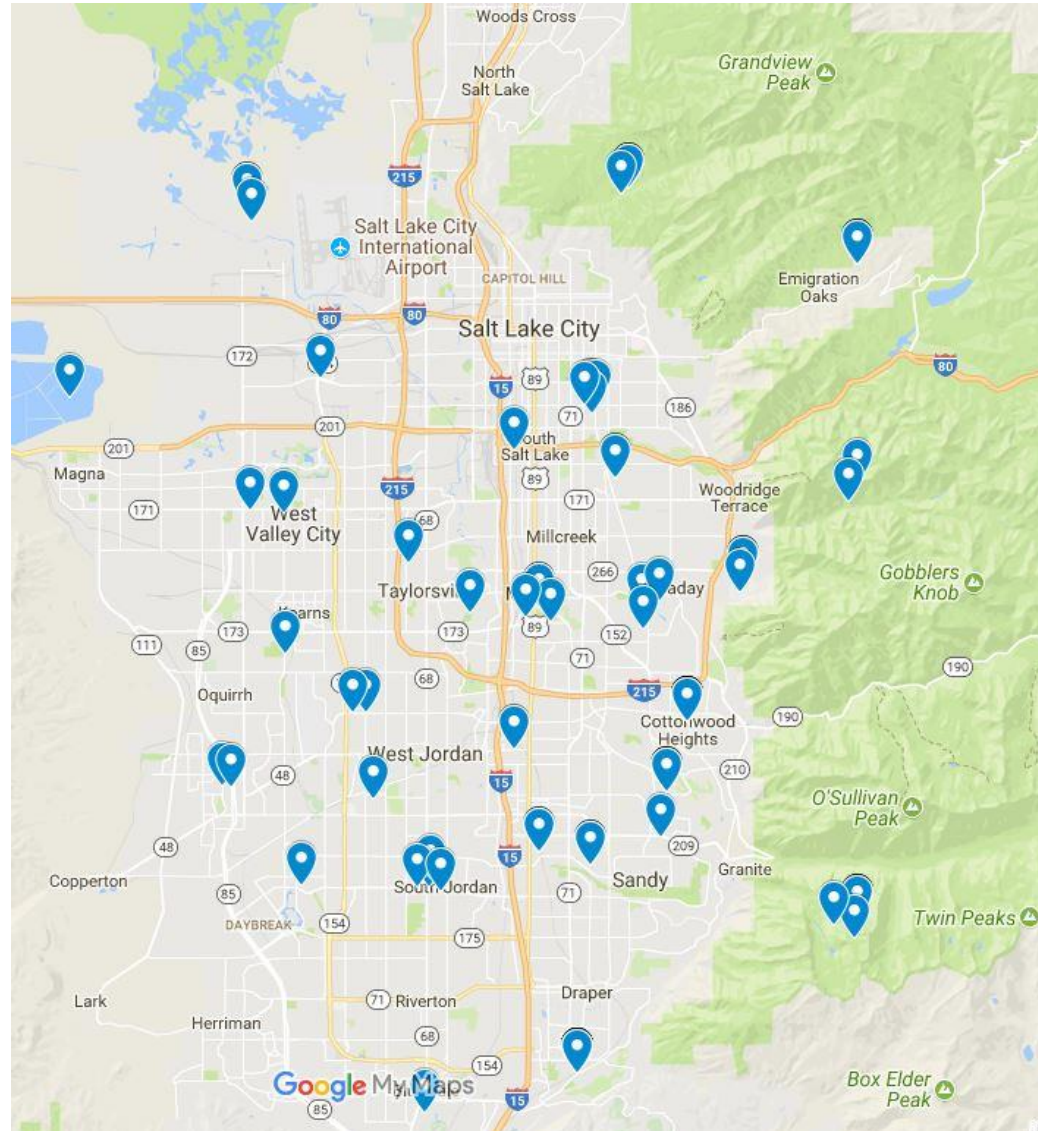 Woods Cross
Grandview
Peak
North
Salt Lake
215
Salt Lake City
International
Airport
Emigration
Oaks
CAPITOL HILL
80
80
Salt Lake City
172
15
89
80
71
186
201
201
201
South
Salt Lake
Magna
215
89
Woodridge
Terrace
171
171
West
Valley City
68
Millcreek
266
Gobblers
Knob
Taylorsvi
aday
Kearns
173
173
89
152
111
85
71
190
68
Oquirrh
215
190
Cottonwood
Heights
West Jordan
48
15
210
O'Sullivan
Peak
48
15
209
Granite
Copperton
Sandy
85
South Jordan
71
DAYBREAK
154
175
Twin Peaks
Lark
71
Riverton
Draper
Herriman
68
154
Google My Maps
15
85
Box Elder
Peak